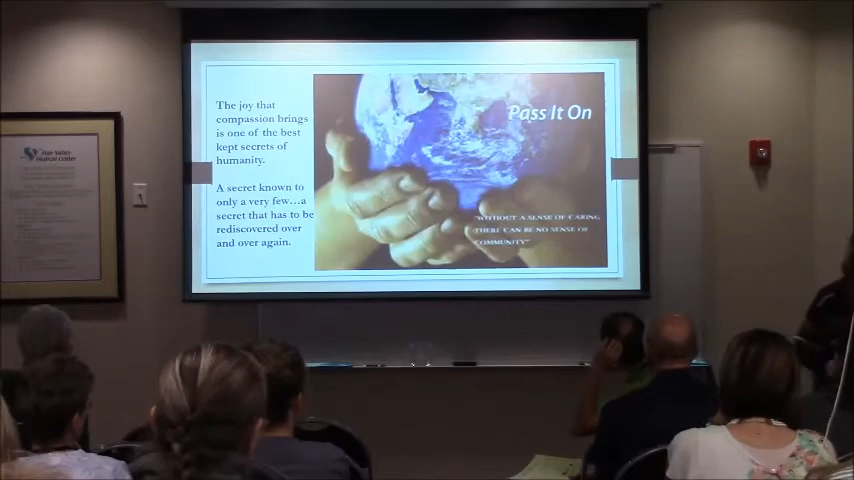 The joy that
compassion brings
is one of the best
kept secrets of
humanity.
A secret known to
only a very few...a
secret that has to be
rediscovered over
and over again.
Pass It On
"WITHOUT A SENSE OF CARING
THERE CAN BE NO SENSE OF
COMMUNITY"
Medical Center